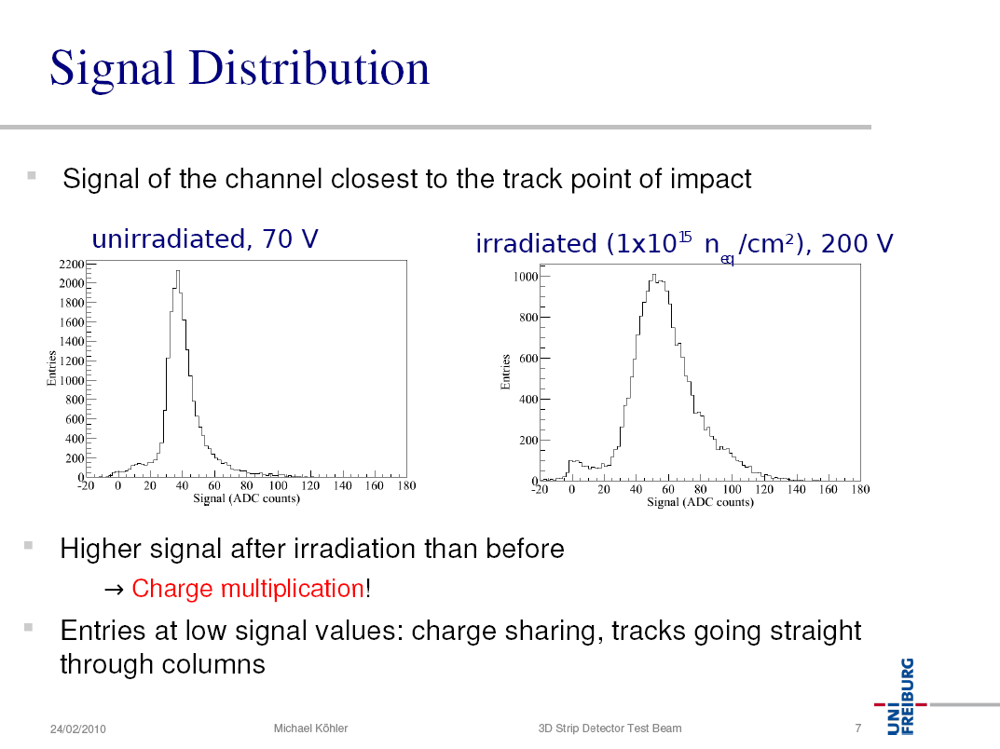 Signal Distribution
▪ Signal of the channel closest to the track point of impact
unirradiated, 70 V
irradiated (1x10¹⁵ n_eq /cm²), 200 V
2200
2000
1800
1600
1400
1200
1000
800
600
400
200
0
Entries
-20 0 20 40 60 80 100 120 140 160 180
Signal (ADC counts)
1000
800
600
400
200
0
Entries
-20 0 20 40 60 80 100 120 140 160 180
Signal (ADC counts)
▪ Higher signal after irradiation than before
→ Charge multiplication!
▪ Entries at low signal values: charge sharing, tracks going straight
through columns
24/02/2010 Michael Köhler 3D Strip Detector Test Beam 7
UNI
FREIBURG